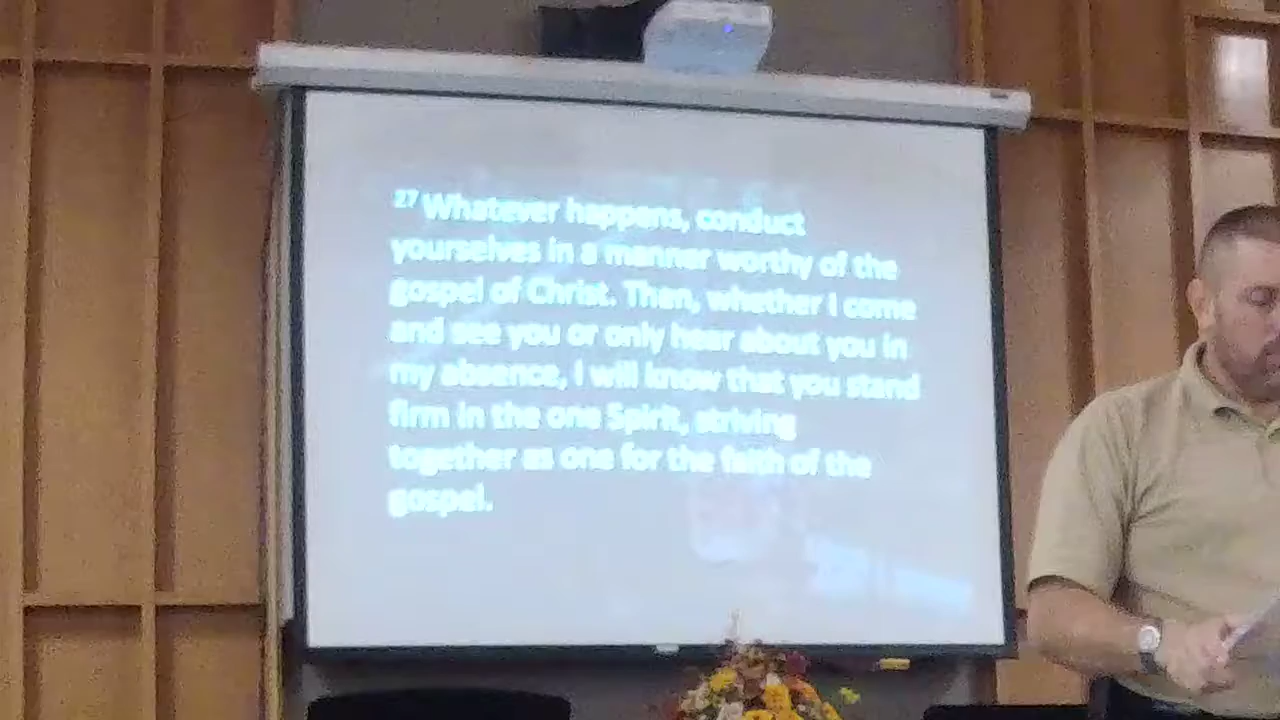 27 Whatever happens, conduct
yourselves in a manner worthy of the
gospel of Christ. Then, whether I come
and see you or only hear about you in
my absence, I will know that you stand
firm in the one Spirit, striving
together as one for the faith of the
gospel.